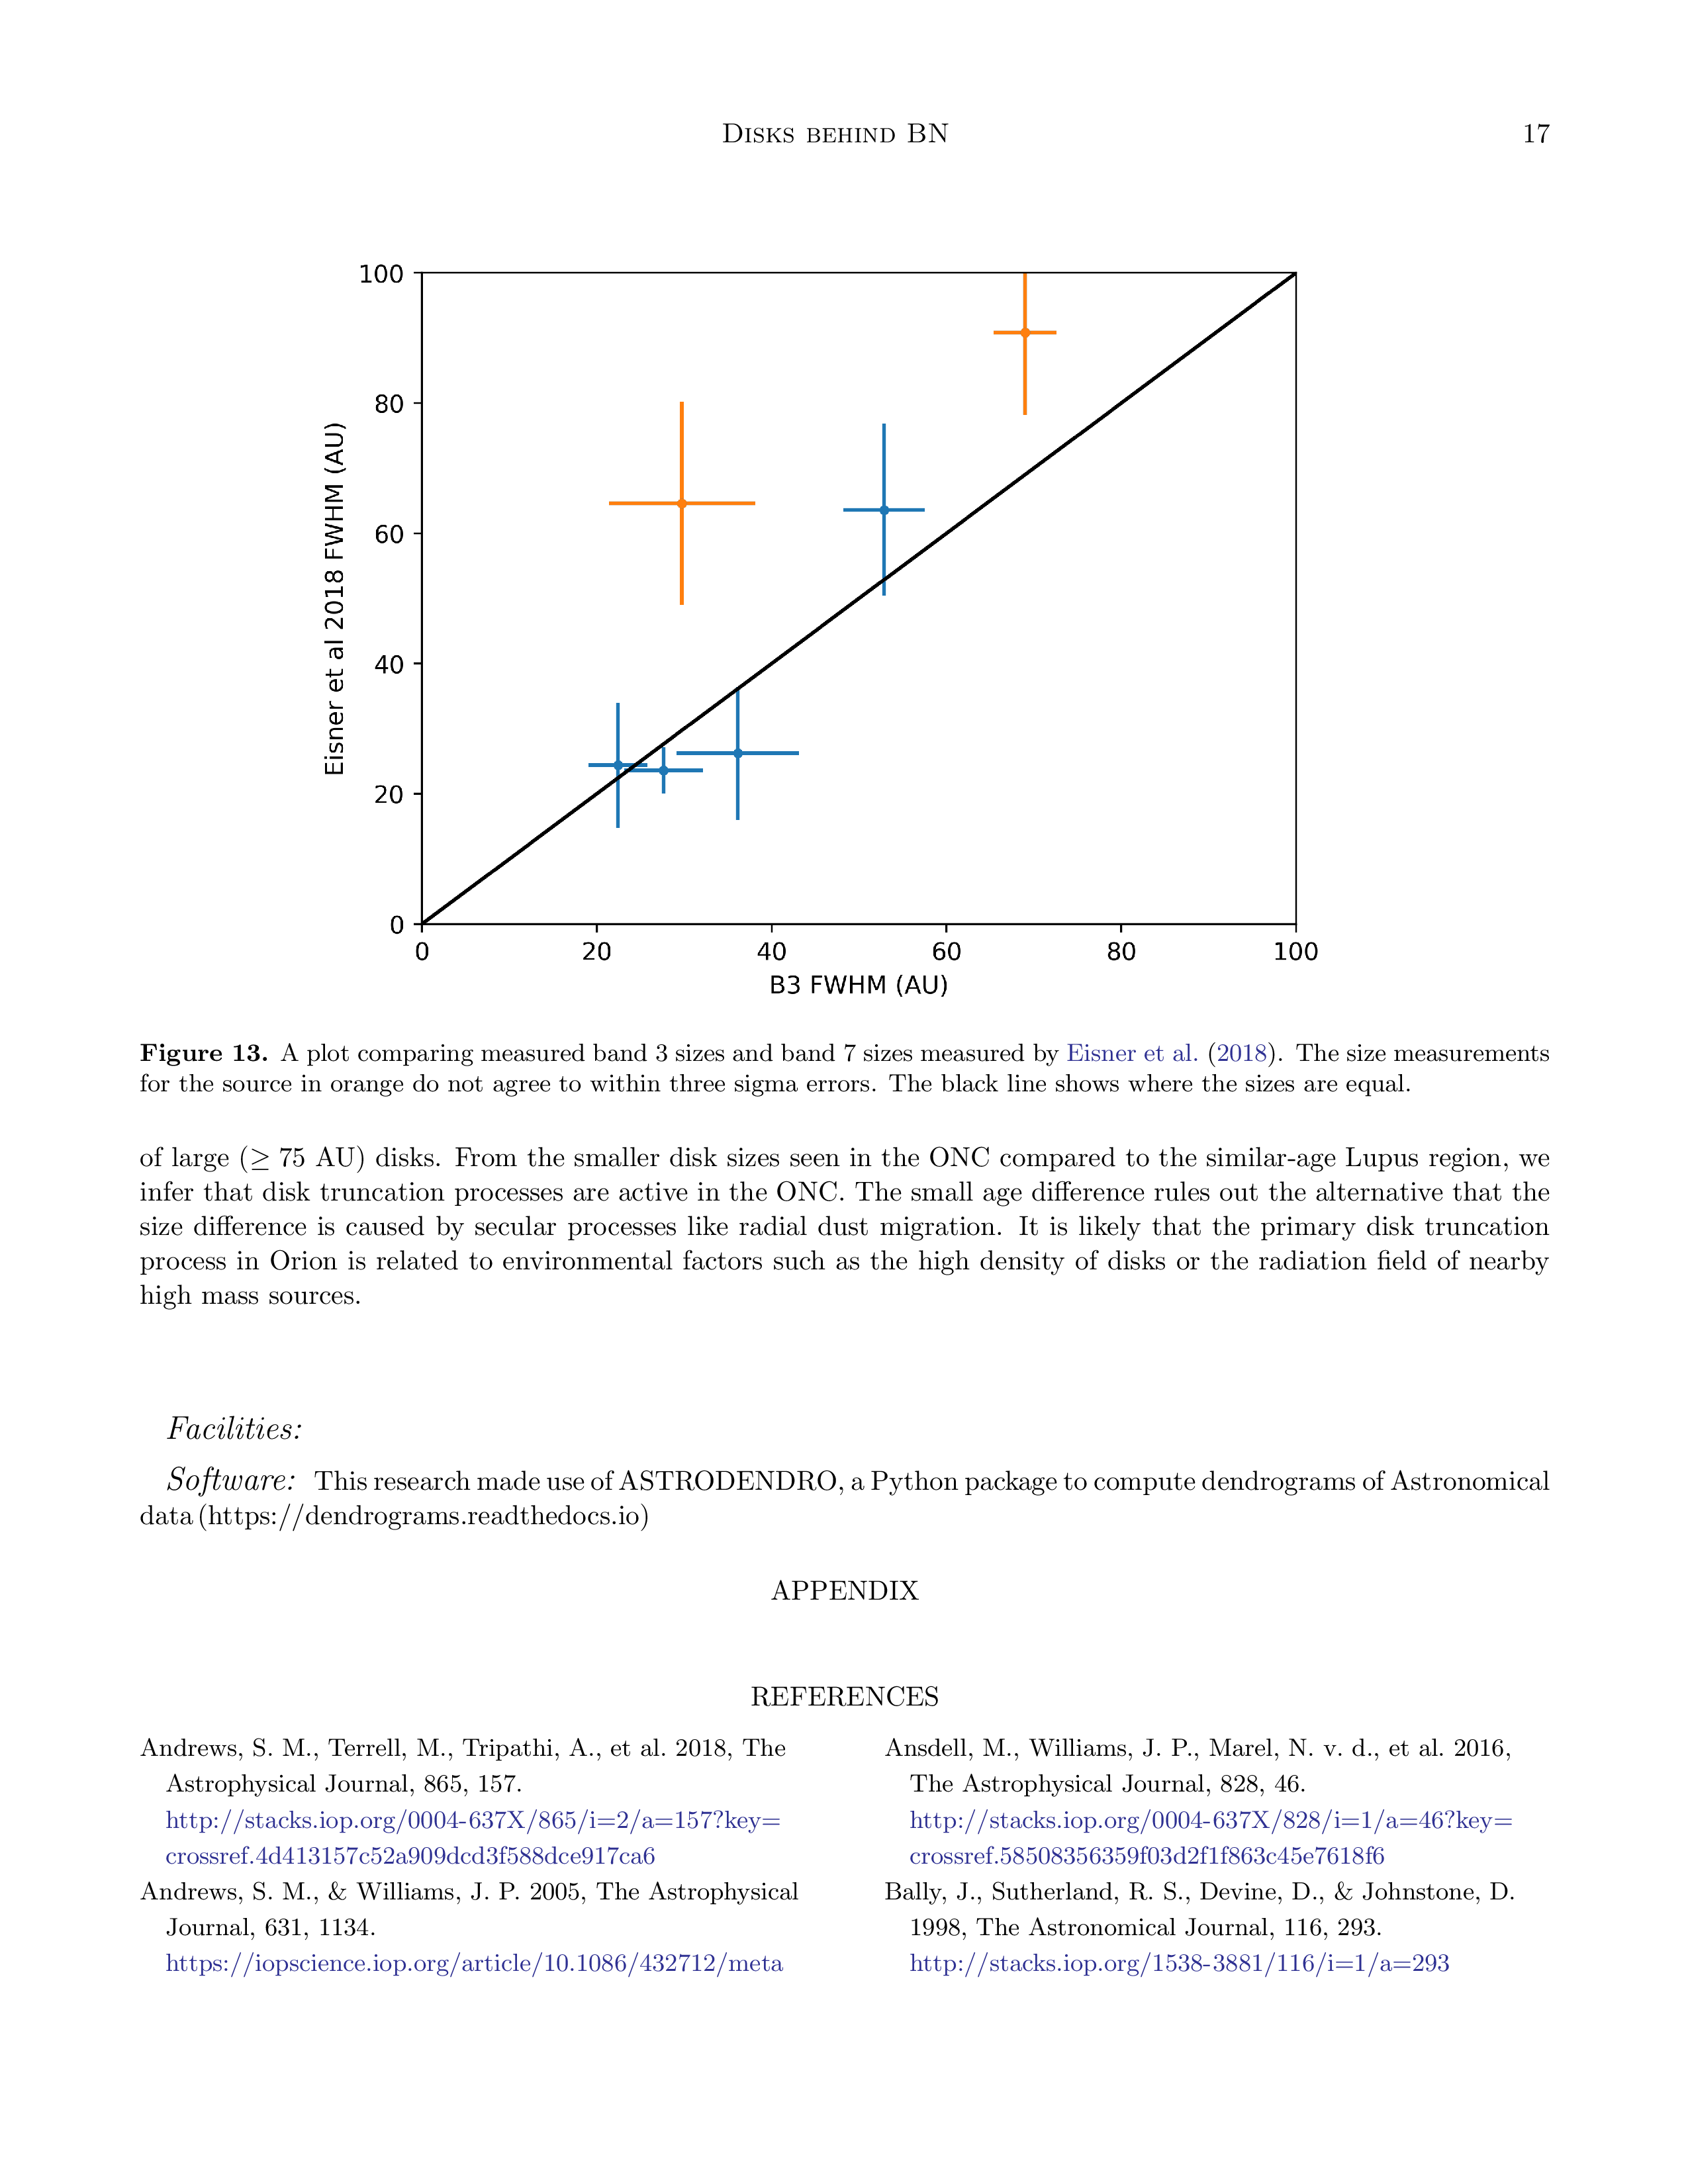 DISKS BEHIND BN
17
100
80
60
40
20
0
Eisner et al 2018 FWHM (AU)
0 20 40 60 80 100
B3 FWHM (AU)
Figure 13. A plot comparing measured band 3 sizes and band 7 sizes measured by Eisner et al. (2018). The size measurements
for the source in orange do not agree to within three sigma errors. The black line shows where the sizes are equal.
of large (≥ 75 AU) disks. From the smaller disk sizes seen in the ONC compared to the similar-age Lupus region, we
infer that disk truncation processes are active in the ONC. The small age difference rules out the alternative that the
size difference is caused by secular processes like radial dust migration. It is likely that the primary disk truncation
process in Orion is related to environmental factors such as the high density of disks or the radiation field of nearby
high mass sources.
Facilities:
Software: This research made use of ASTRODENDRO, a Python package to compute dendrograms of Astronomical
data (https://dendrograms.readthedocs.io)
APPENDIX
REFERENCES
Andrews, S. M., Terrell, M., Tripathi, A., et al. 2018, The
Astrophysical Journal, 865, 157.
http://stacks.iop.org/0004-637X/865/i=2/a=157?key=
crossref.4d413157c52a909dcd3f588dce917ca6
Andrews, S. M., & Williams, J. P. 2005, The Astrophysical
Journal, 631, 1134.
https://iopscience.iop.org/article/10.1086/432712/meta
Ansdell, M., Williams, J. P., Marel, N. v. d., et al. 2016,
The Astrophysical Journal, 828, 46.
http://stacks.iop.org/0004-637X/828/i=1/a=46?key=
crossref.58508356359f03d2f1f863c45e7618f6
Bally, J., Sutherland, R. S., Devine, D., & Johnstone, D.
1998, The Astronomical Journal, 116, 293.
http://stacks.iop.org/1538-3881/116/i=1/a=293